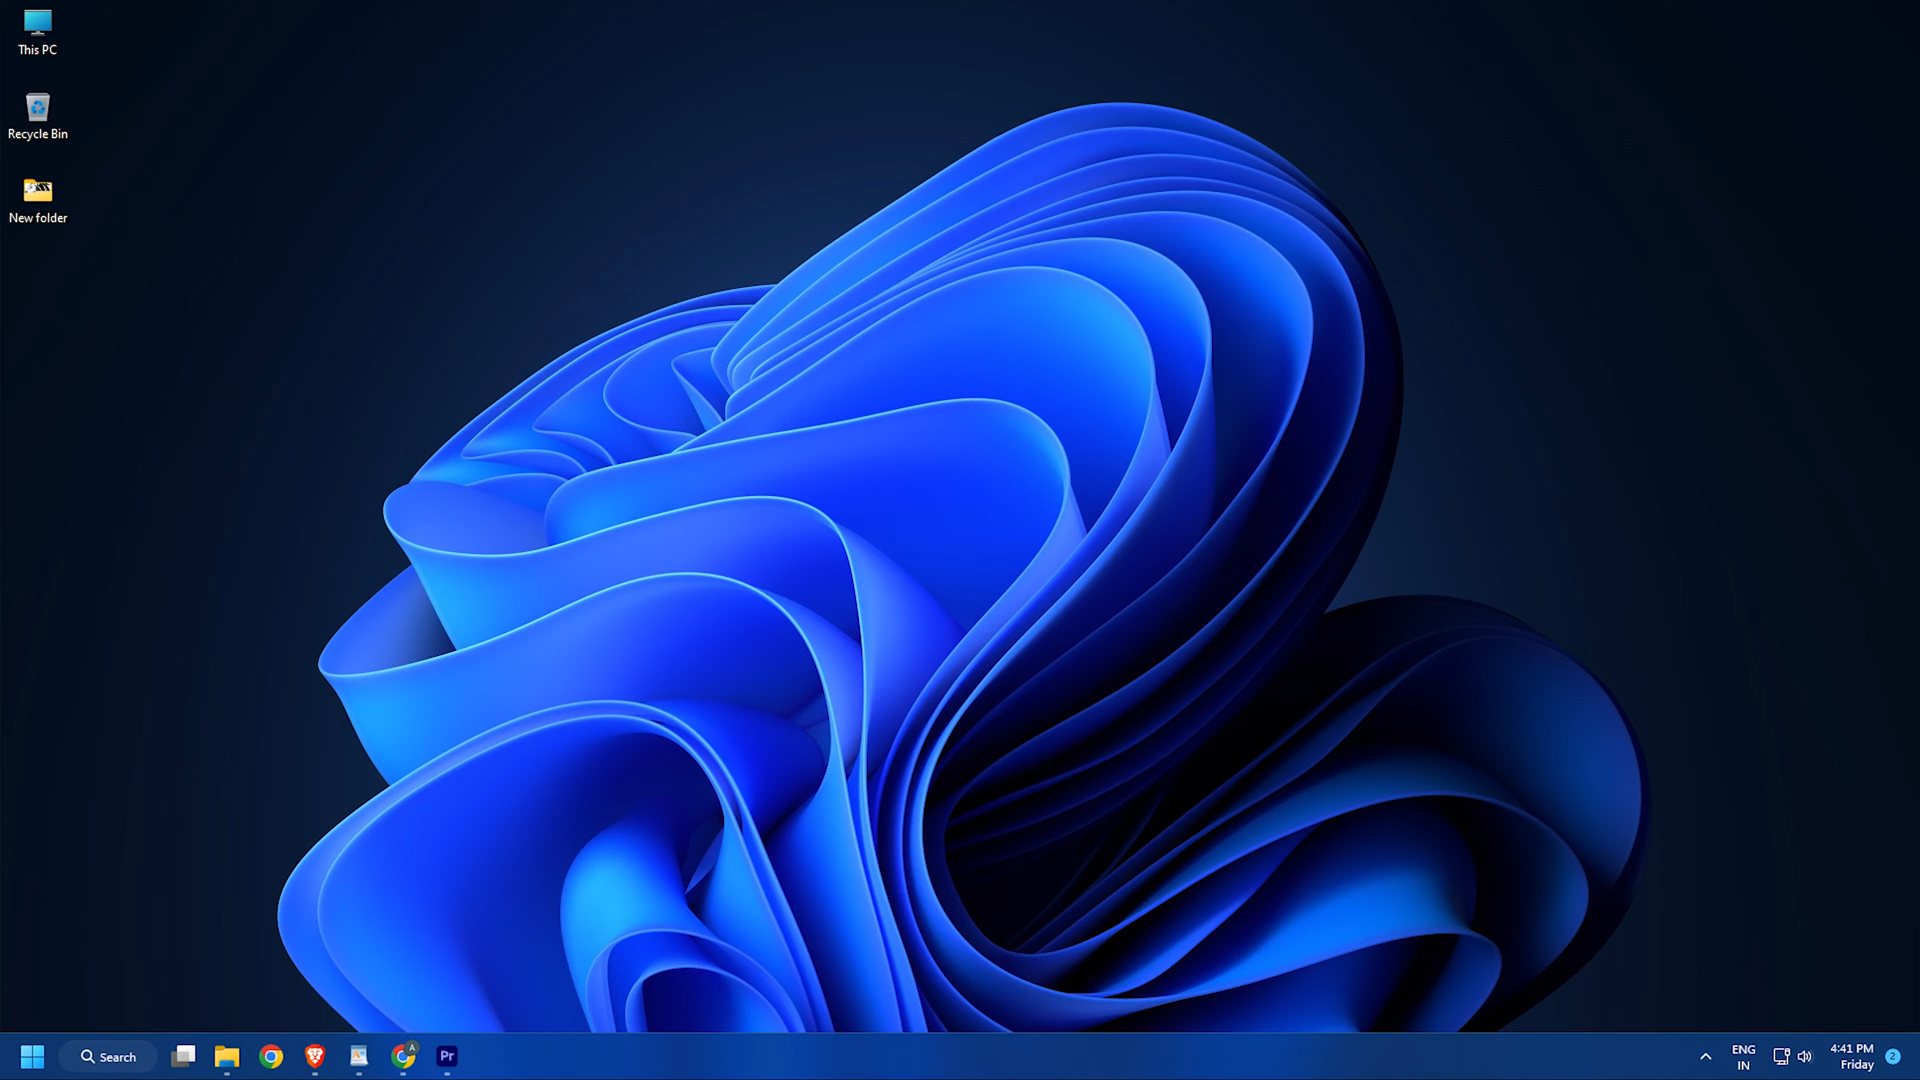 This PC
Recycle Bin
New folder
Search
A
Pr
ENG
IN
4:41 PM
Friday
2